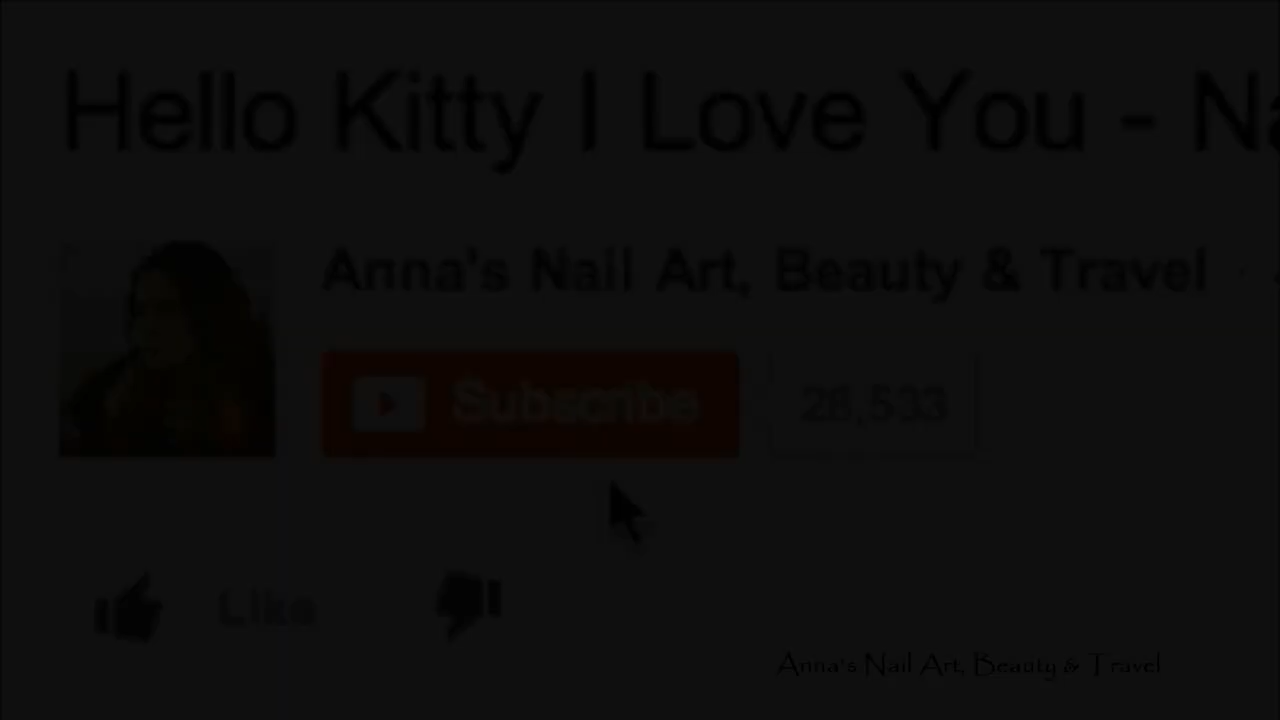 Hello Kitty I Love You - Na
Anna's Nail Art, Beauty & Travel
Subscribe
Like
Anna's Nail Art, Beauty & Travel